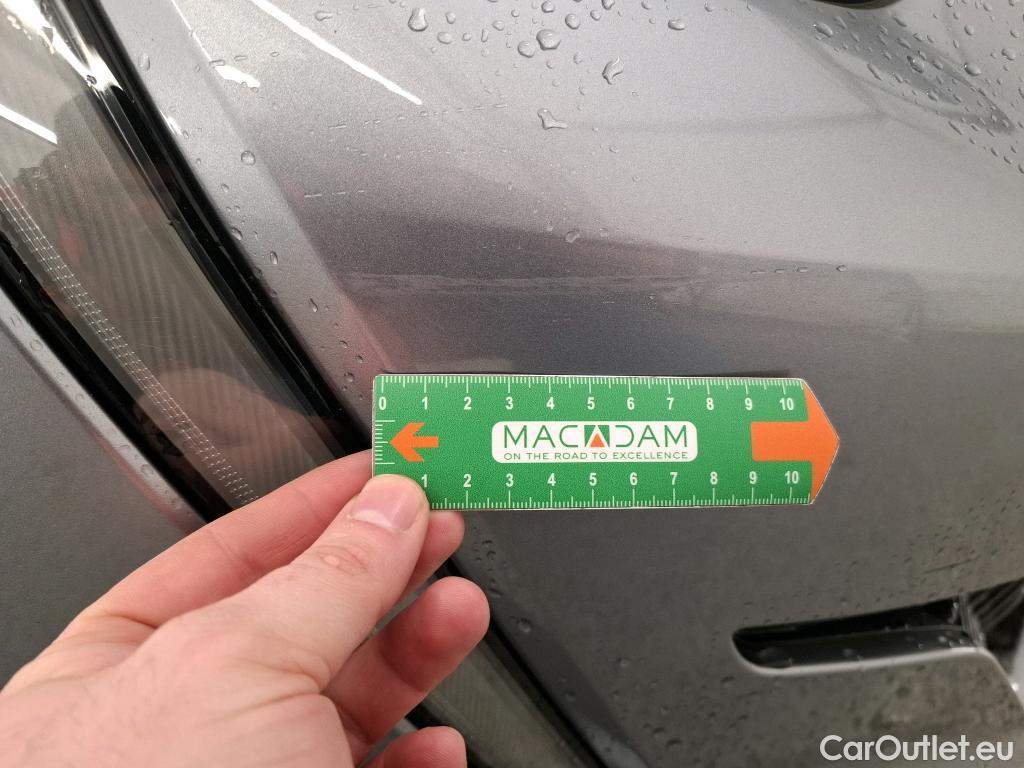 0 1 2 3 4 5 6 7 8 9 10
MACADAM
ON THE ROAD TO EXCELLENCE
1 2 3 4 5 6 7 8 9 10
CarOutlet.eu